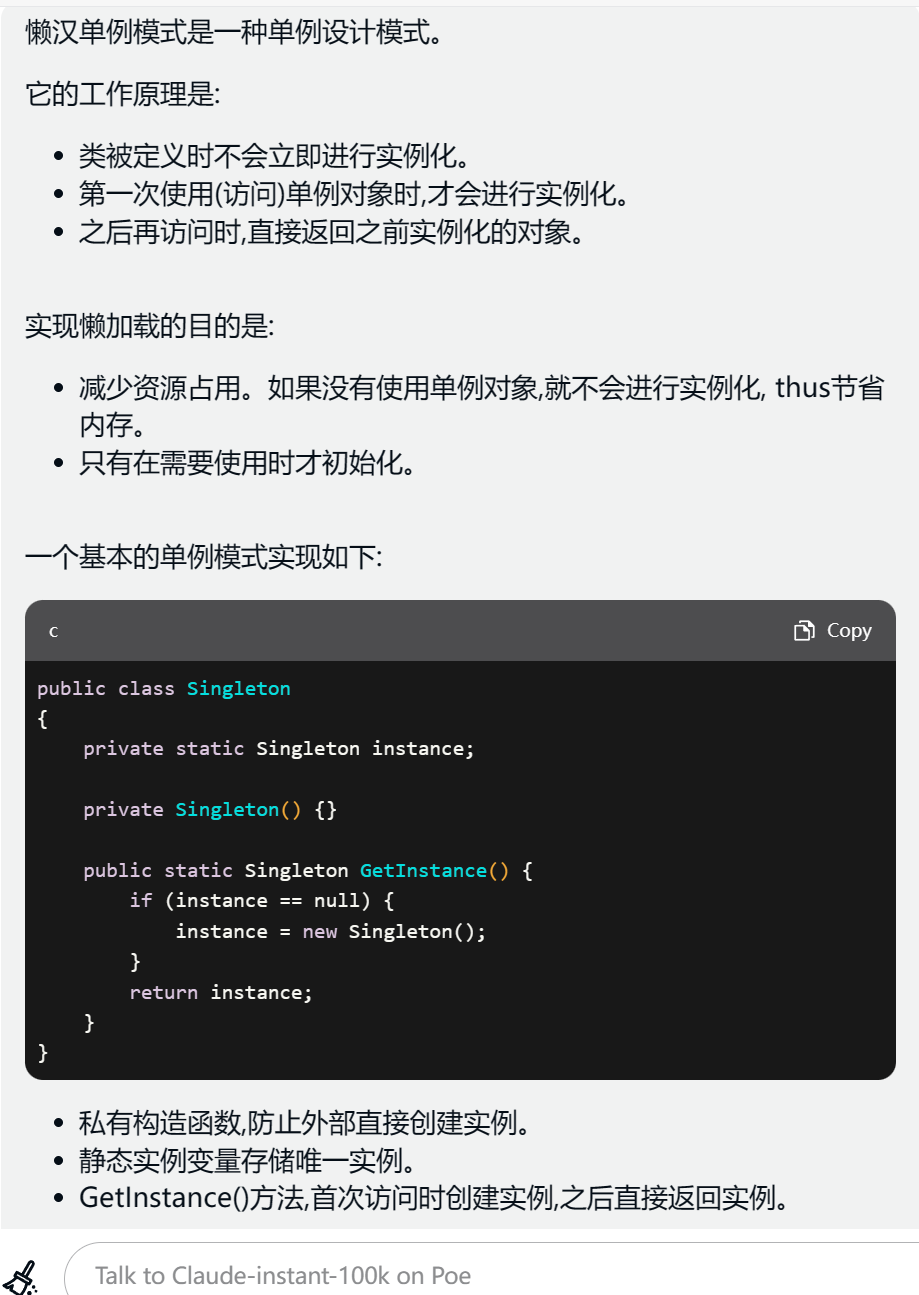 懒汉单例模式是一种单例设计模式。
它的工作原理是:
• 类被定义时不会立即进行实例化。
• 第一次使用(访问)单例对象时,才会进行实例化。
• 之后再访问时,直接返回之前实例化的对象。
实现懒加载的目的是:
• 减少资源占用。如果没有使用单例对象,就不会进行实例化, thus节省
内存。
• 只有在需要使用时才初始化。
一个基本的单例模式实现如下:
c Copy
public class Singleton
{
    private static Singleton instance;
    private Singleton() {}
    public static Singleton GetInstance() {
        if (instance == null) {
            instance = new Singleton();
        }
        return instance;
    }
}
• 私有构造函数,防止外部直接创建实例。
• 静态实例变量存储唯一实例。
• GetInstance()方法,首次访问时创建实例,之后直接返回实例。
Talk to Claude-instant-100k on Poe